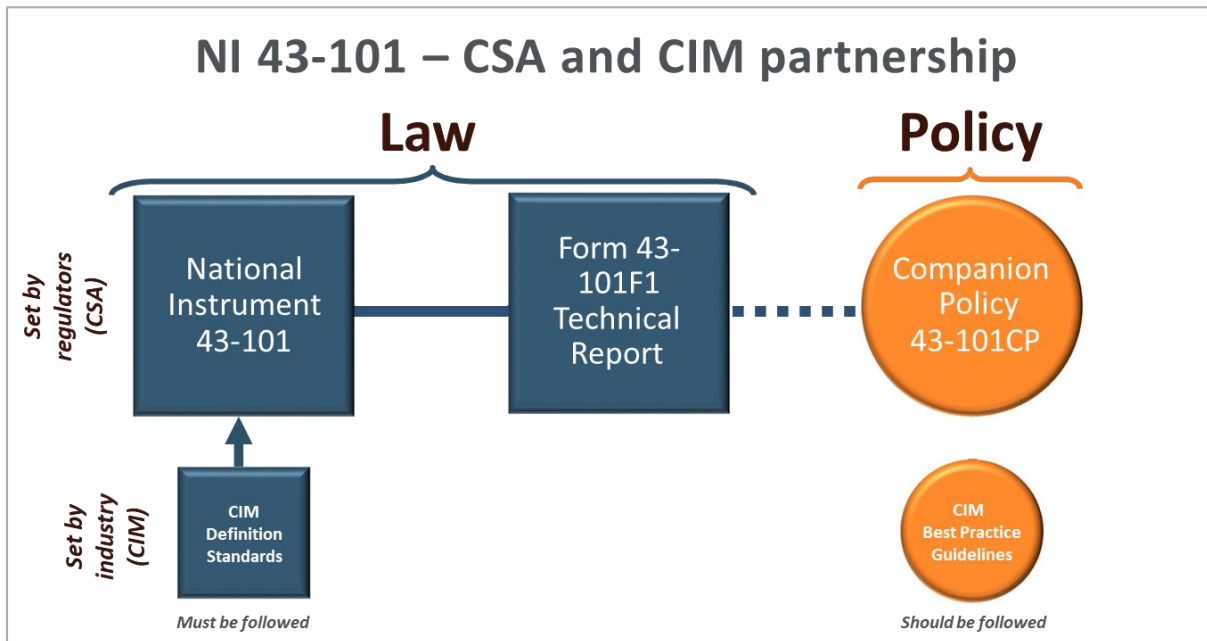 NI 43-101 – CSA and CIM partnership
Law
Policy
Set by
regulators
(CSA)
National
Instrument
43-101
Form 43-
101F1
Technical
Report
Companion
Policy
43-101CP
Set by
industry
(CIM)
CIM
Definition
Standards
CIM
Best Practice
Guidelines
Must be followed
Should be followed